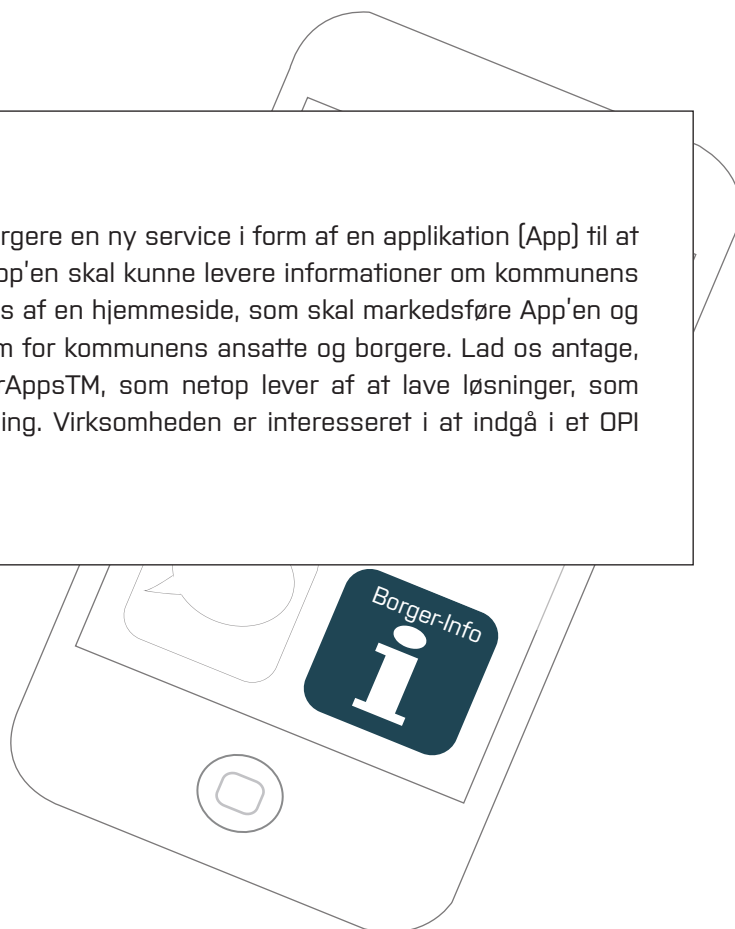 rgere en ny service i form af en applikation (App) til at
pp'en skal kunne levere informationer om kommunens
s af en hjemmeside, som skal markedsføre App'en og
m for kommunens ansatte og borgere. Lad os antage,
rAppsTM, som netop lever af at lave løsninger, som
ing. Virksomheden er interesseret i at indgå i et OPI
Borger-Info
i